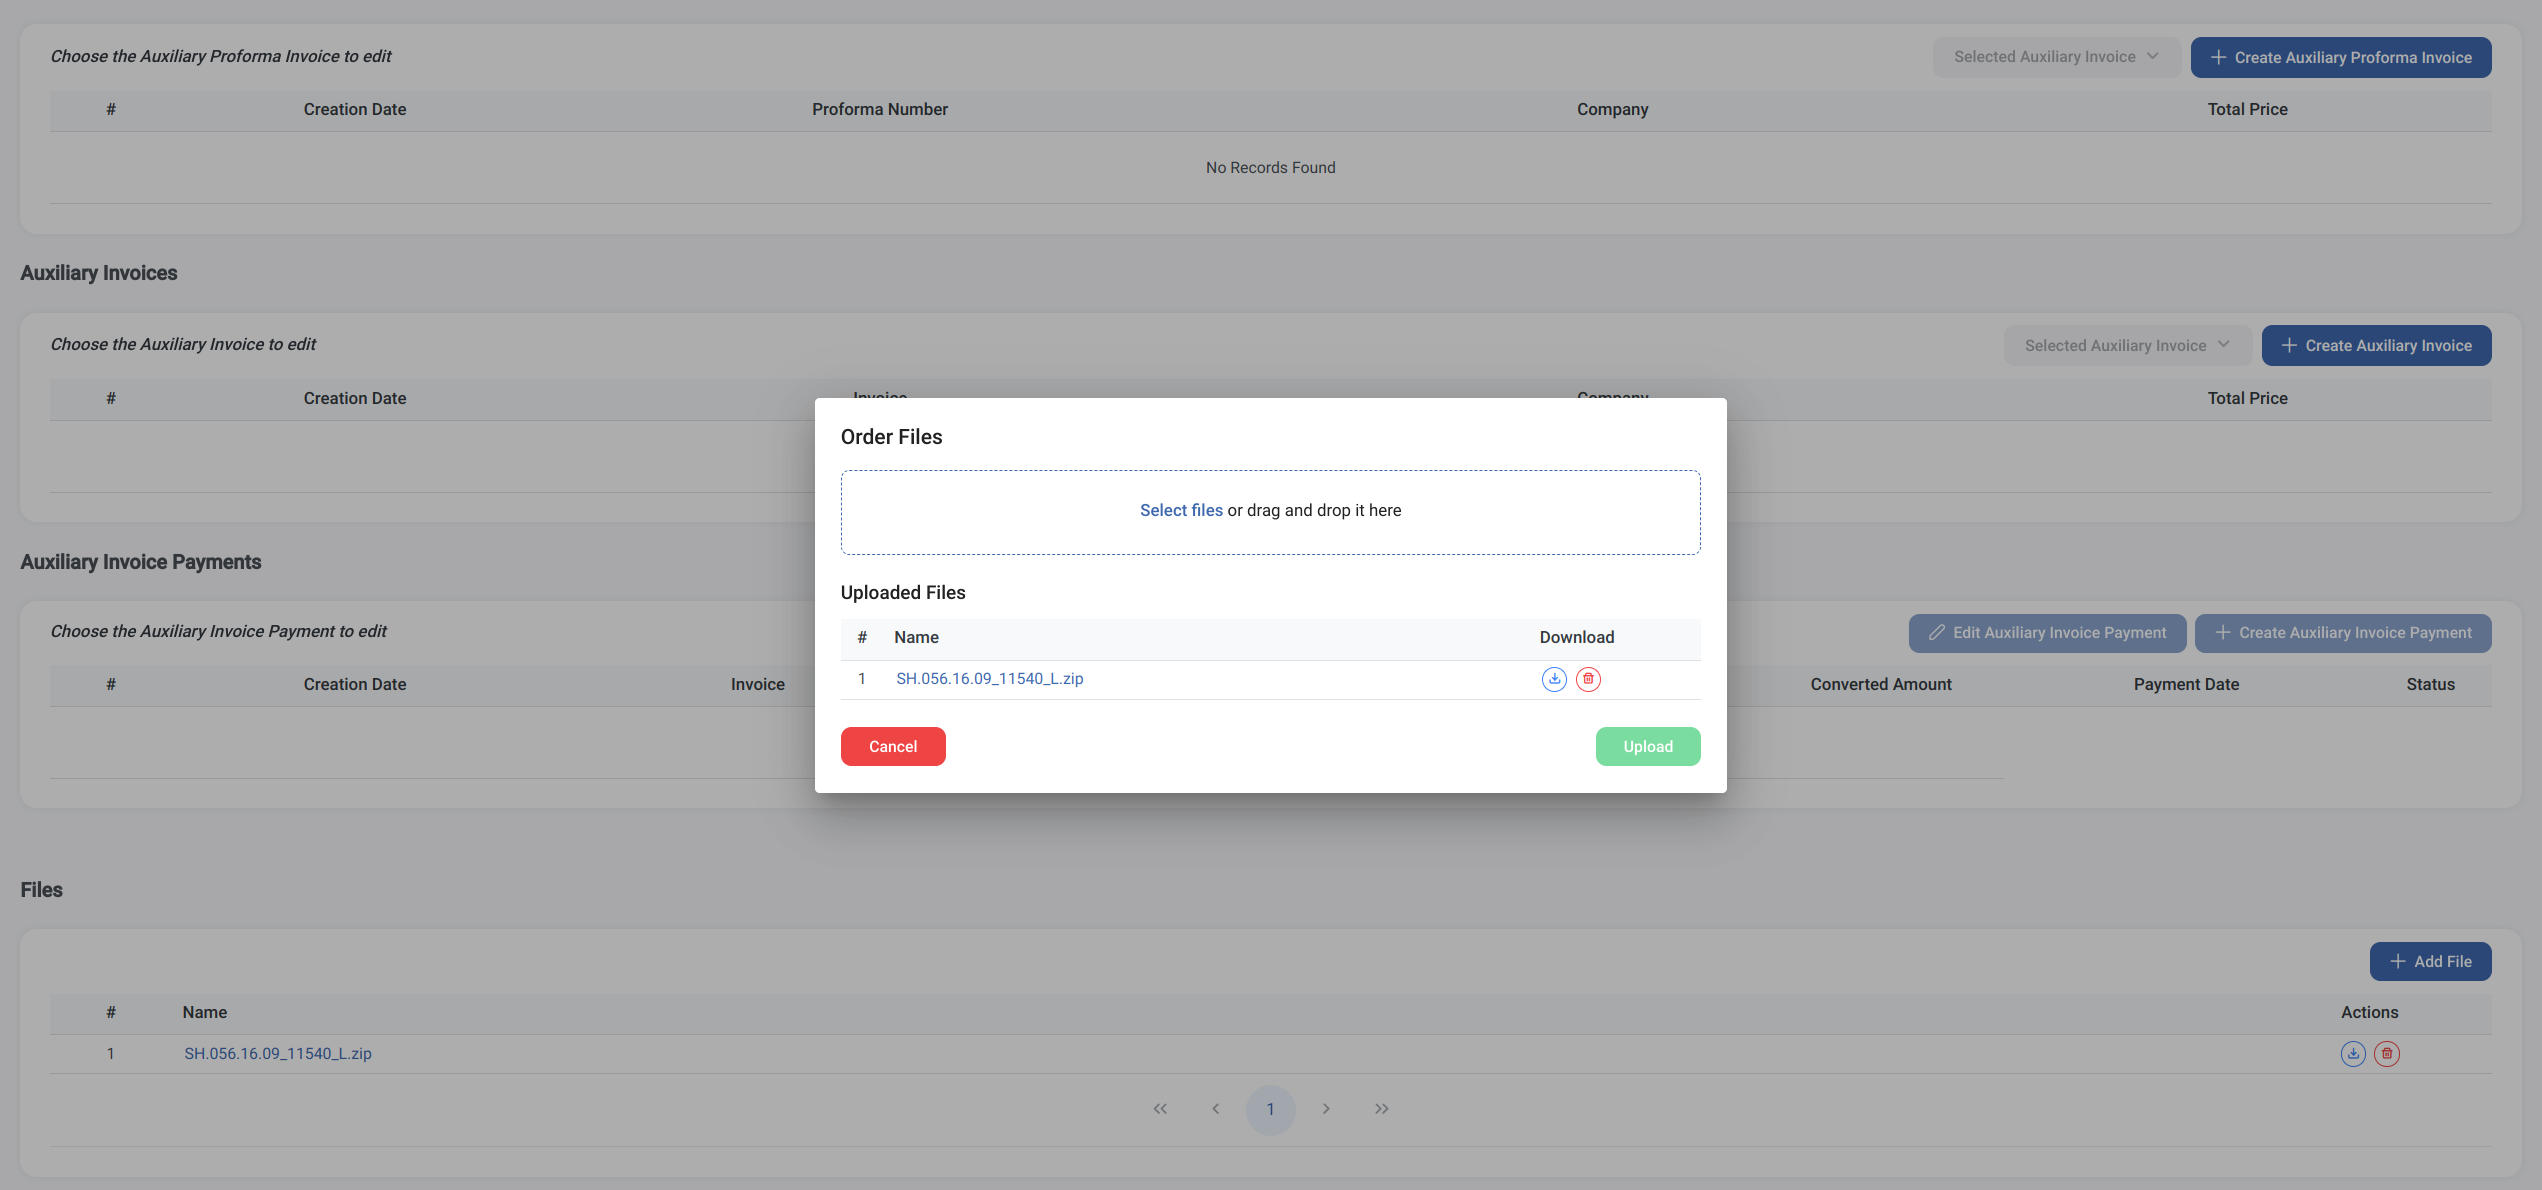 Choose the Auxiliary Proforma Invoice to edit
Selected Auxiliary Invoice
Create Auxiliary Proforma Invoice
# Creation Date Proforma Number Company Total Price
No Records Found
Auxiliary Invoices
Choose the Auxiliary Invoice to edit
Selected Auxiliary Invoice
Create Auxiliary Invoice
# Creation Date Invoice Company Total Price
Order Files
Select files or drag and drop it here
Uploaded Files
# Name Download
1 SH.056.16.09_11540_L.zip
Cancel
Upload
Auxiliary Invoice Payments
Choose the Auxiliary Invoice Payment to edit
Edit Auxiliary Invoice Payment
Create Auxiliary Invoice Payment
# Creation Date Invoice Converted Amount Payment Date Status
Files
Add File
# Name Actions
1 SH.056.16.09_11540_L.zip
1